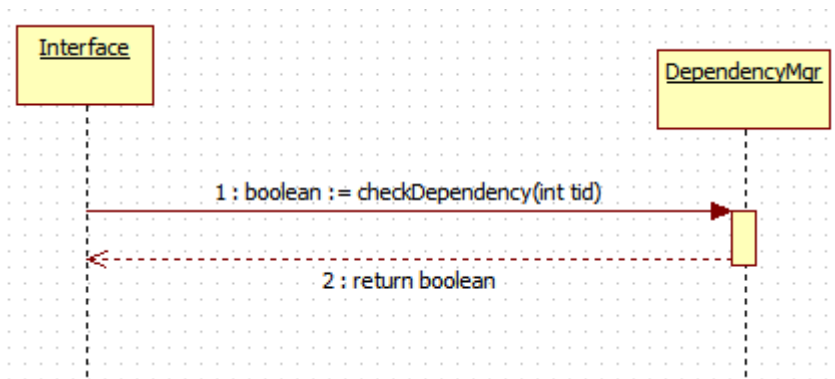 Interface
DependencyMgr
1 : boolean := checkDependency(int tid)
2 : return boolean